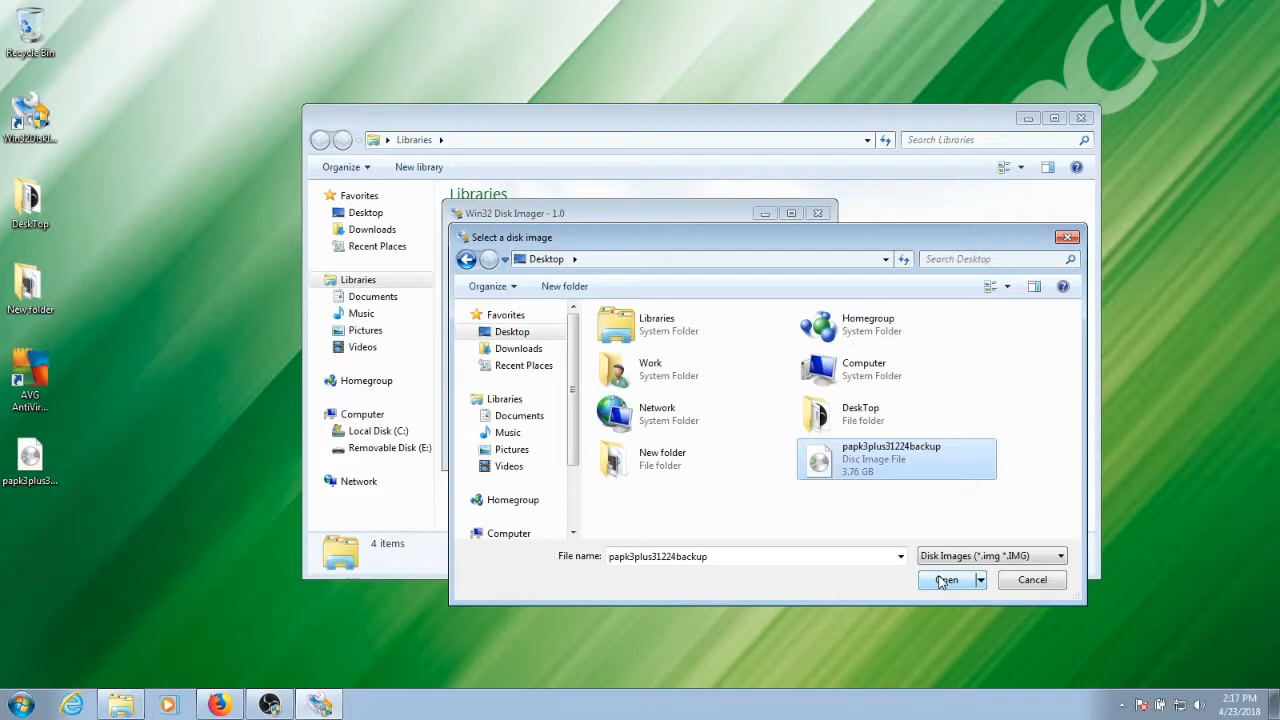 Recycle Bin
Win32DiskI...
DeskTop
New folder
AVG
AntiVir...
papk3plus3...
Libraries
Search Libraries
Organize
New library
Favorites
Desktop
Downloads
Recent Places
Libraries
Documents
Music
Pictures
Videos
Homegroup
Computer
Local Disk (C:)
Removable Disk (E:)
Network
Libraries
4 items
Win32 Disk Imager - 1.0
Select a disk image
Desktop
Search Desktop
Organize
New folder
Favorites
Desktop
Downloads
Recent Places
Libraries
Documents
Music
Pictures
Videos
Homegroup
Computer
Libraries
System Folder
Homegroup
System Folder
Work
System Folder
Computer
System Folder
Network
System Folder
DeskTop
File folder
New folder
File folder
papk3plus31224backup
Disc Image File
3.76 GB
File name:
papk3plus31224backup
Disk Images (*.img *.IMG)
Open
Cancel
2:17 PM
4/23/2018